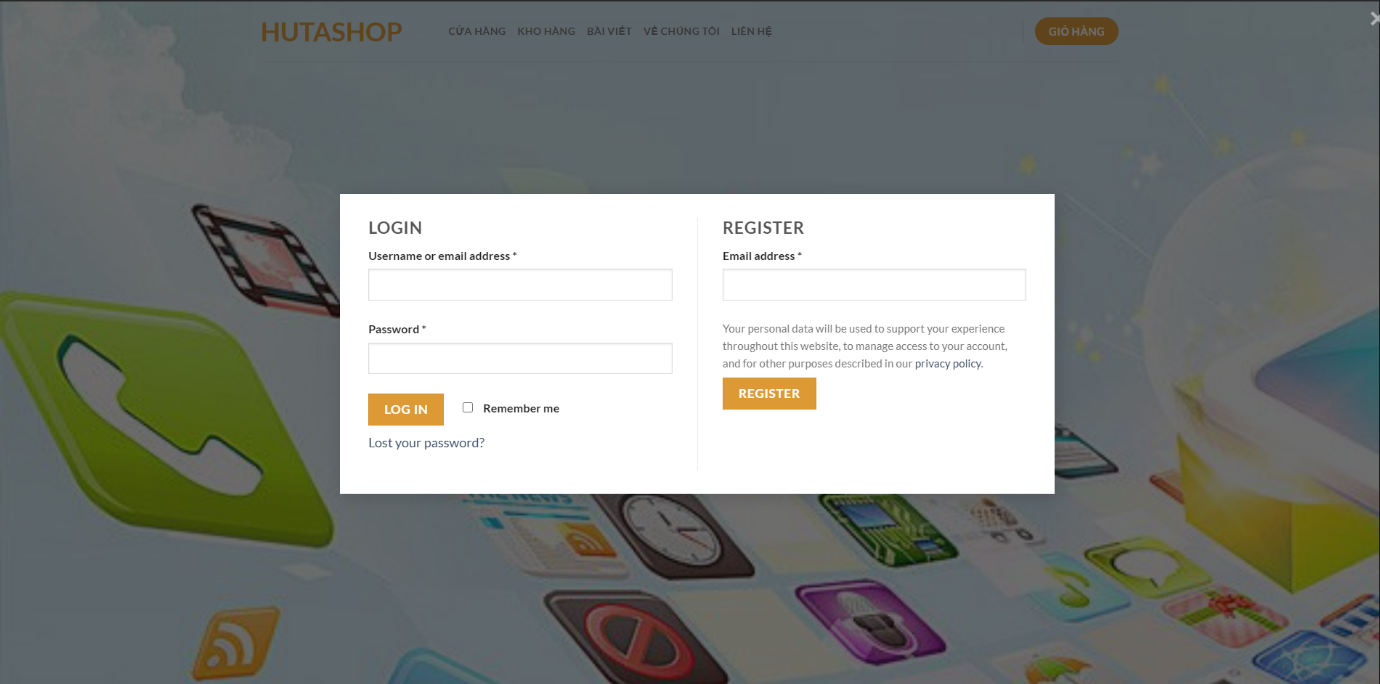 HUTASHOP
CỬA HÀNG KHO HÀNG BÀI VIẾT VỀ CHÚNG TÔI LIÊN HỆ
GIỎ HÀNG
LOGIN
Username or email address *
Password *
LOG IN
Remember me
Lost your password?
REGISTER
Email address *
Your personal data will be used to support your experience
throughout this website, to manage access to your account,
and for other purposes described in our privacy policy.
REGISTER